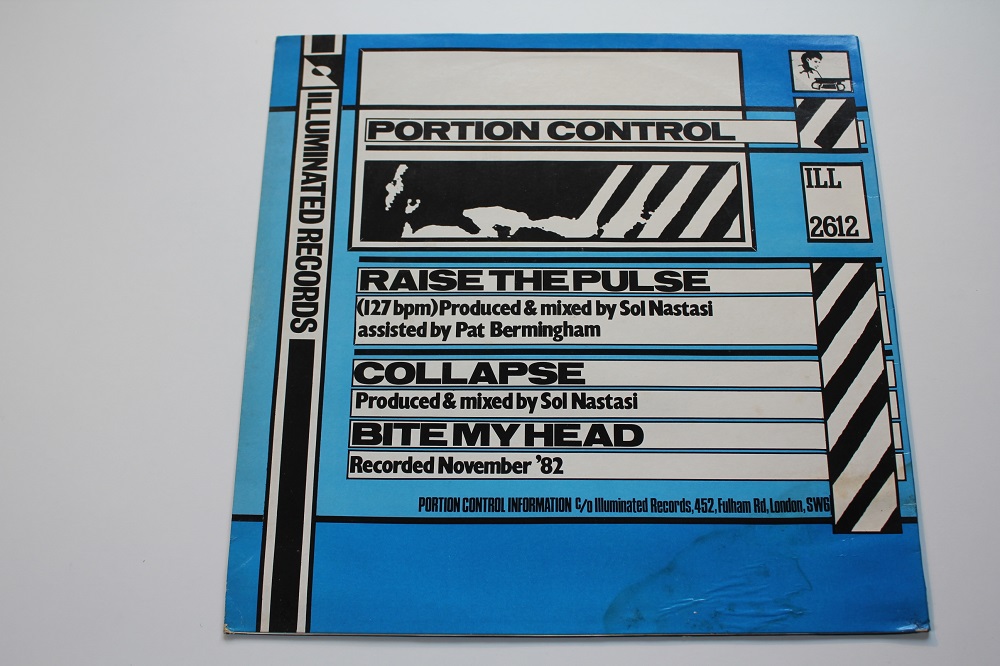 ILLUMINATED RECORDS
PORTION CONTROL
ILL
2612
RAISE THE PULSE
(127 bpm) Produced & mixed by Sol Nastasi
assisted by Pat Bermingham
COLLAPSE
Produced & mixed by Sol Nastasi
BITE MY HEAD
Recorded November '82
PORTION CONTROL INFORMATION c/o Illuminated Records, 452, Fulham Rd, London, SW6